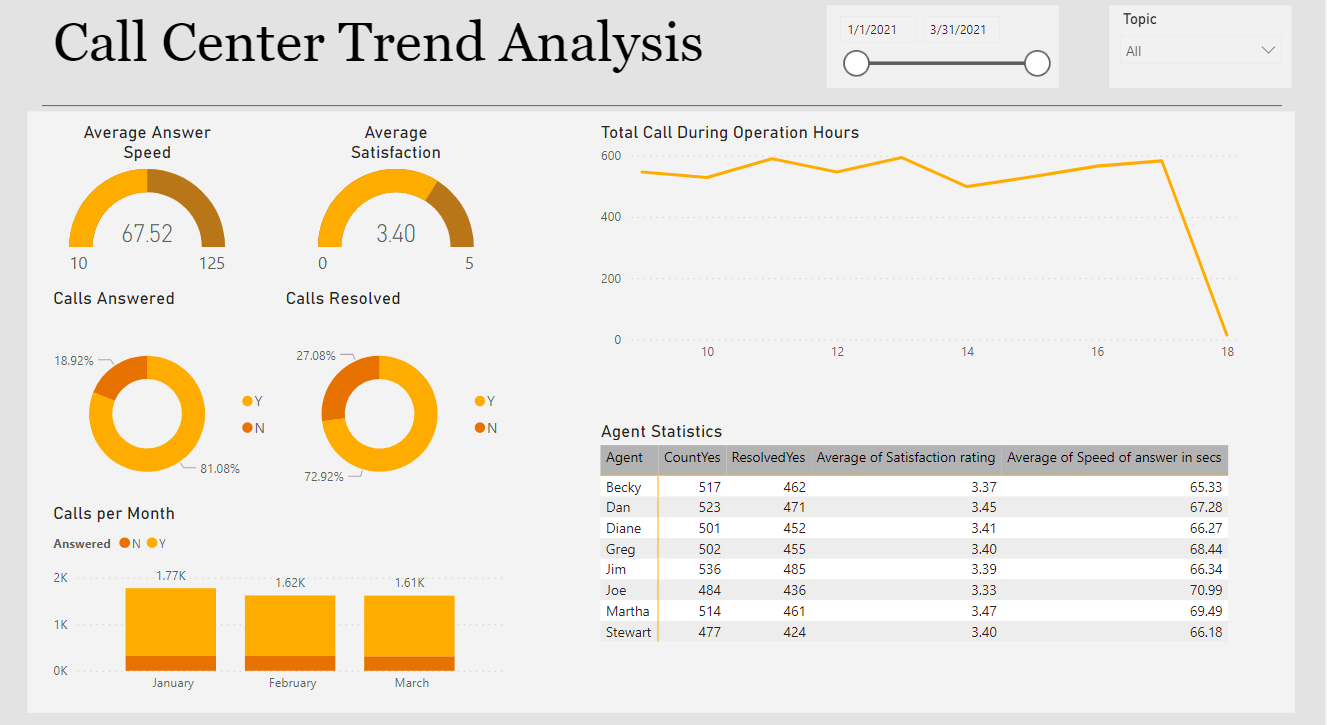 Call Center Trend Analysis
1/1/2021 3/31/2021
Topic
All
Average Answer
Speed
67.52
10 125
Average
Satisfaction
3.40
0 5
Total Call During Operation Hours
600
400
200
0
10 12 14 16 18
Calls Answered
18.92%
81.08%
Y
N
Calls Resolved
27.08%
72.92%
Y
N
Calls per Month
Answered N Y
2K
1K
0K
1.77K 1.62K 1.61K
January February March
Agent Statistics
Agent CountYes ResolvedYes Average of Satisfaction rating Average of Speed of answer in secs
Becky 517 462 3.37 65.33
Dan 523 471 3.45 67.28
Diane 501 452 3.41 66.27
Greg 502 455 3.40 68.44
Jim 536 485 3.39 66.34
Joe 484 436 3.33 70.99
Martha 514 461 3.47 69.49
Stewart 477 424 3.40 66.18